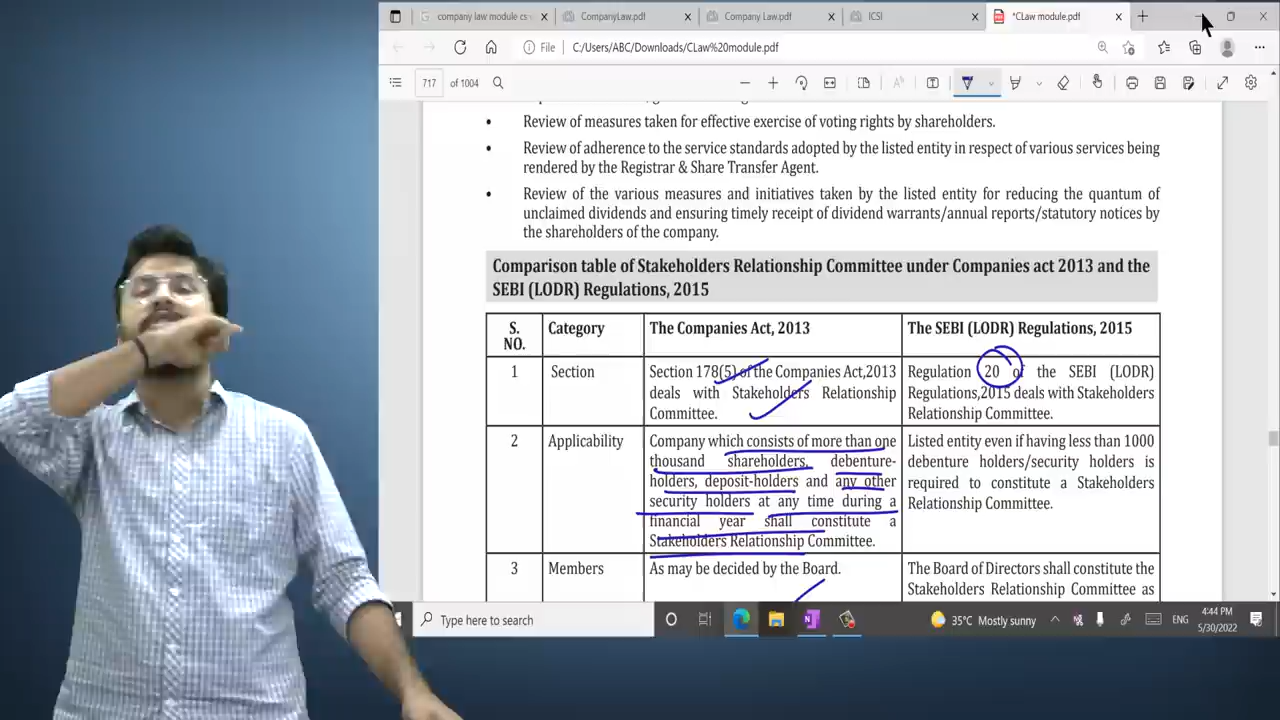 company law module cs
CompanyLaw.pdf
Company Law.pdf
ICSI
*CLaw module.pdf
File
C:/Users/ABC/Downloads/CLaw%20module.pdf
717 of 1004
• Review of measures taken for effective exercise of voting rights by shareholders.
• Review of adherence to the service standards adopted by the listed entity in respect of various services being
rendered by the Registrar & Share Transfer Agent.
• Review of the various measures and initiatives taken by the listed entity for reducing the quantum of
unclaimed dividends and ensuring timely receipt of dividend warrants/annual reports/statutory notices by
the shareholders of the company.
Comparison table of Stakeholders Relationship Committee under Companies act 2013 and the
SEBI (LODR) Regulations, 2015
S.
NO.
Category
The Companies Act, 2013
The SEBI (LODR) Regulations, 2015
1
Section
Section 178(5) of the Companies Act,2013
deals with Stakeholders Relationship
Committee.
Regulation 20 of the SEBI (LODR)
Regulations,2015 deals with Stakeholders
Relationship Committee.
2
Applicability
Company which consists of more than one
thousand shareholders, debenture-
holders, deposit-holders and any other
security holders at any time during a
financial year shall constitute a
Stakeholders Relationship Committee.
Listed entity even if having less than 1000
debenture holders/security holders is
required to constitute a Stakeholders
Relationship Committee.
3
Members
As may be decided by the Board.
The Board of Directors shall constitute the
Stakeholders Relationship Committee as
Type here to search
35°C Mostly sunny
ENG
4:44 PM
5/30/2022